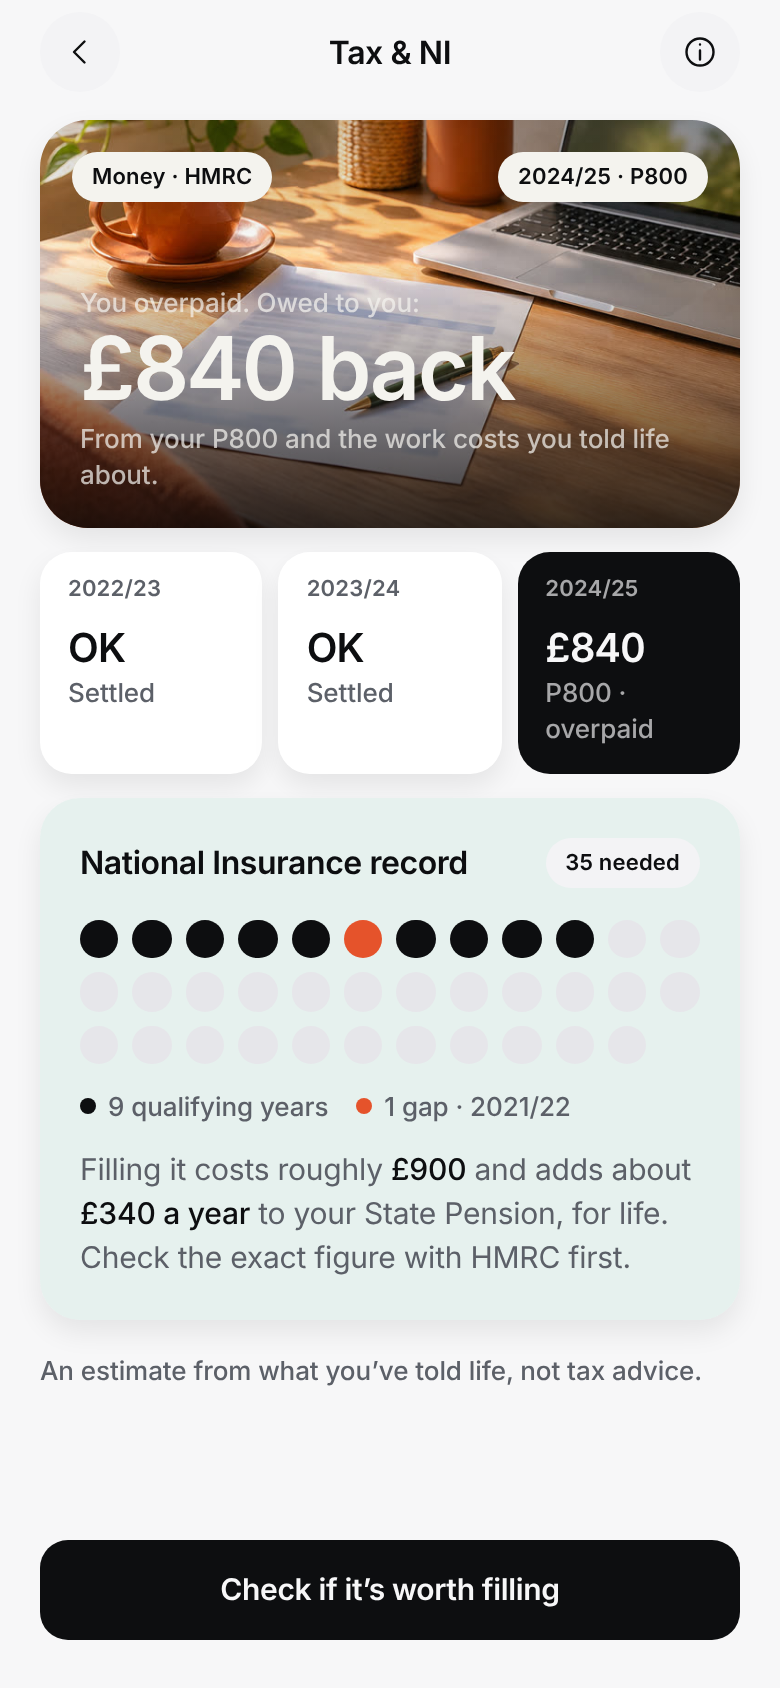 Tax & NI
Money · HMRC
2024/25 · P800
You overpaid. Owed to you:
£840 back
From your P800 and the work costs you told life
about.
2022/23
OK
Settled
2023/24
OK
Settled
2024/25
£840
P800 ·
overpaid
National Insurance record
35 needed
9 qualifying years
1 gap · 2021/22
Filling it costs roughly £900 and adds about
£340 a year to your State Pension, for life.
Check the exact figure with HMRC first.
An estimate from what you’ve told life, not tax advice.
Check if it’s worth filling